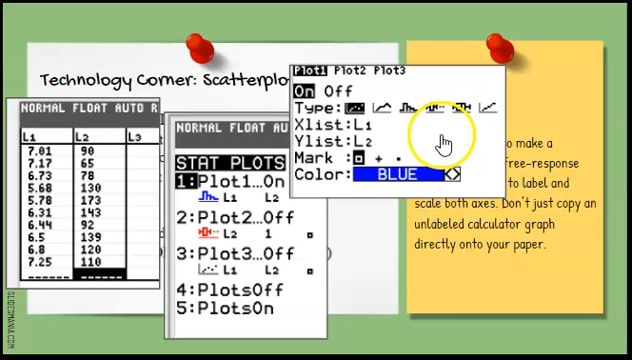 Technology Corner: Scatterplo
NORMAL FLOAT AUTO R
L1 L2 L3
7.01 90
7.17 65
6.73 78
5.68 130
5.78 173
6.31 143
6.44 92
6.5 139
6.8 120
7.25 110
------ ------
NORMAL FLOAT AU
STAT PLOTS
1:Plot1...On
L1 L2
2:Plot2...Off
L2 1
3:Plot3...Off
L1 L2
4:PlotsOff
5:PlotsOn
Plot1 Plot2 Plot3
On Off
Type:
Xlist:L1
Ylist:L2
Mark : + .
Color: BLUE <>
to make a
free-response
to label and
scale both axes. Don't just copy an
unlabeled calculator graph
directly onto your paper.
SLIDESMANIA.COM